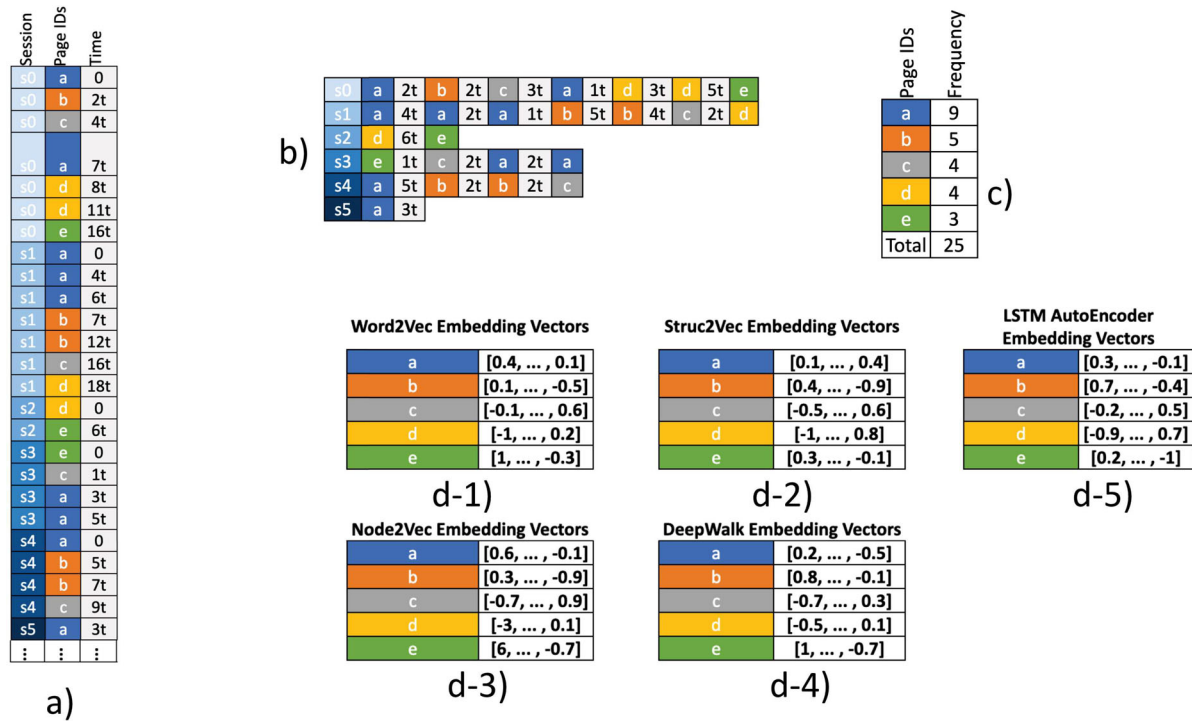 Session Page IDs Time
s0 a 0
s0 b 2t
s0 c 4t
s0 a 7t
s0 d 8t
s0 d 11t
s0 e 16t
s1 a 0
s1 a 4t
s1 a 6t
s1 b 7t
s1 b 12t
s1 c 16t
s1 d 18t
s2 d 0
s2 e 6t
s3 e 0
s3 c 1t
s3 a 3t
s3 a 5t
s4 a 0
s4 b 5t
s4 b 7t
s4 c 9t
s5 a 3t
... ... ...
a)
s0 a 2t b 2t c 3t a 1t d 3t d 5t e
s1 a 4t a 2t a 1t b 5t b 4t c 2t d
s2 d 6t e
s3 e 1t c 2t a 2t a
s4 a 5t b 2t b 2t c
s5 a 3t
b)
Page IDs Frequency
a 9
b 5
c 4
d 4
e 3
Total 25
c)
Word2Vec Embedding Vectors
a [0.4, ... , 0.1]
b [0.1, ... , -0.5]
c [-0.1, ... , 0.6]
d [-1, ... , 0.2]
e [1, ... , -0.3]
d-1)
Struc2Vec Embedding Vectors
a [0.1, ... , 0.4]
b [0.4, ... , -0.9]
c [-0.5, ... , 0.6]
d [-1, ... , 0.8]
e [0.3, ... , -0.1]
d-2)
LSTM AutoEncoder
Embedding Vectors
a [0.3, ... , -0.1]
b [0.7, ... , -0.4]
c [-0.2, ... , 0.5]
d [-0.9, ... , 0.7]
e [0.2, ... , -1]
d-5)
Node2Vec Embedding Vectors
a [0.6, ... , -0.1]
b [0.3, ... , -0.9]
c [-0.7, ... , 0.9]
d [-3, ... , 0.1]
e [6, ... , -0.7]
d-3)
DeepWalk Embedding Vectors
a [0.2, ... , -0.5]
b [0.8, ... , -0.1]
c [-0.7, ... , 0.3]
d [-0.5, ... , 0.1]
e [1, ... , -0.7]
d-4)